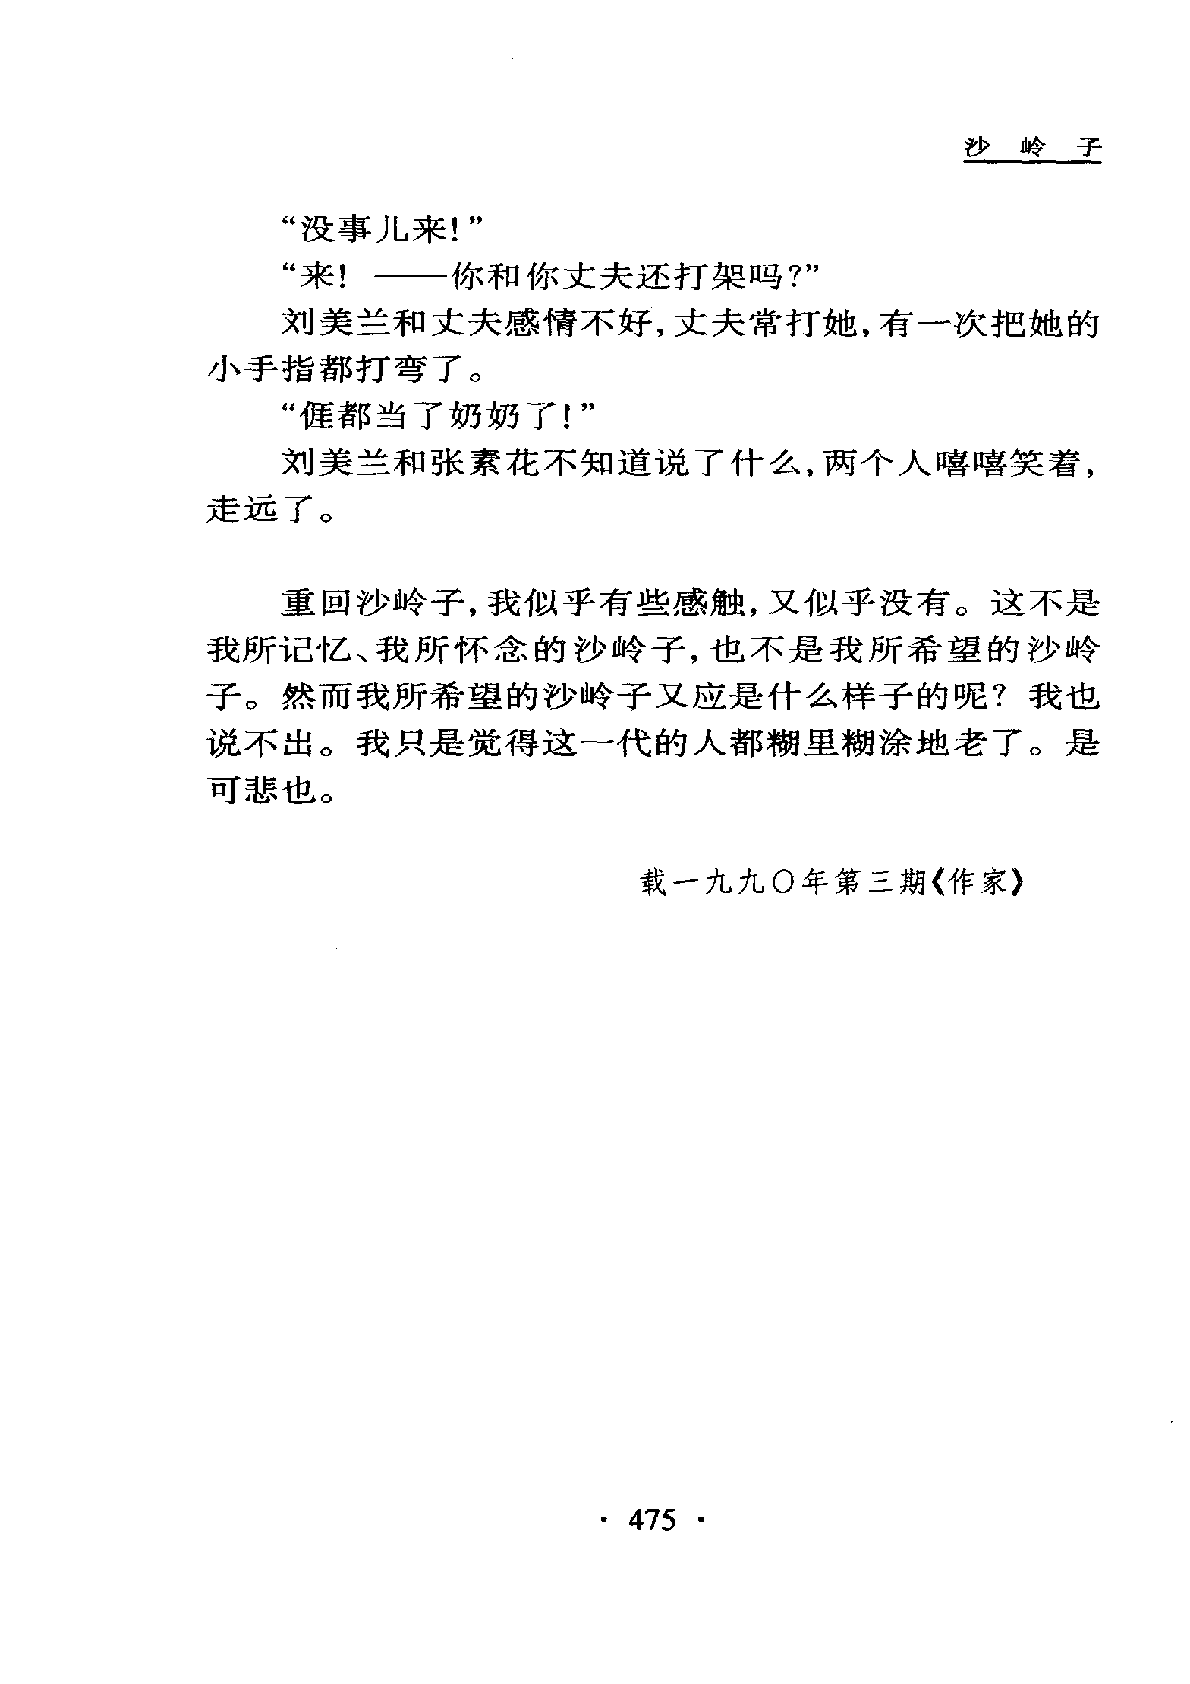 沙岭子
“没事儿来！”
“来！——你和你丈夫还打架吗？”
刘美兰和丈夫感情不好，丈夫常打她，有一次把她的
小手指都打弯了。
“𠊎都当了奶奶了！”
刘美兰和张素花不知道说了什么，两个人嘻嘻笑着，
走远了。
重回沙岭子，我似乎有些感触，又似乎没有。这不是
我所记忆、我所怀念的沙岭子，也不是我所希望的沙岭
子。然而我所希望的沙岭子又应是什么样子的呢？我也
说不出。我只是觉得这一代的人都糊里糊涂地老了。是
可悲也。
载一九九〇年第三期《作家》
· 475 ·